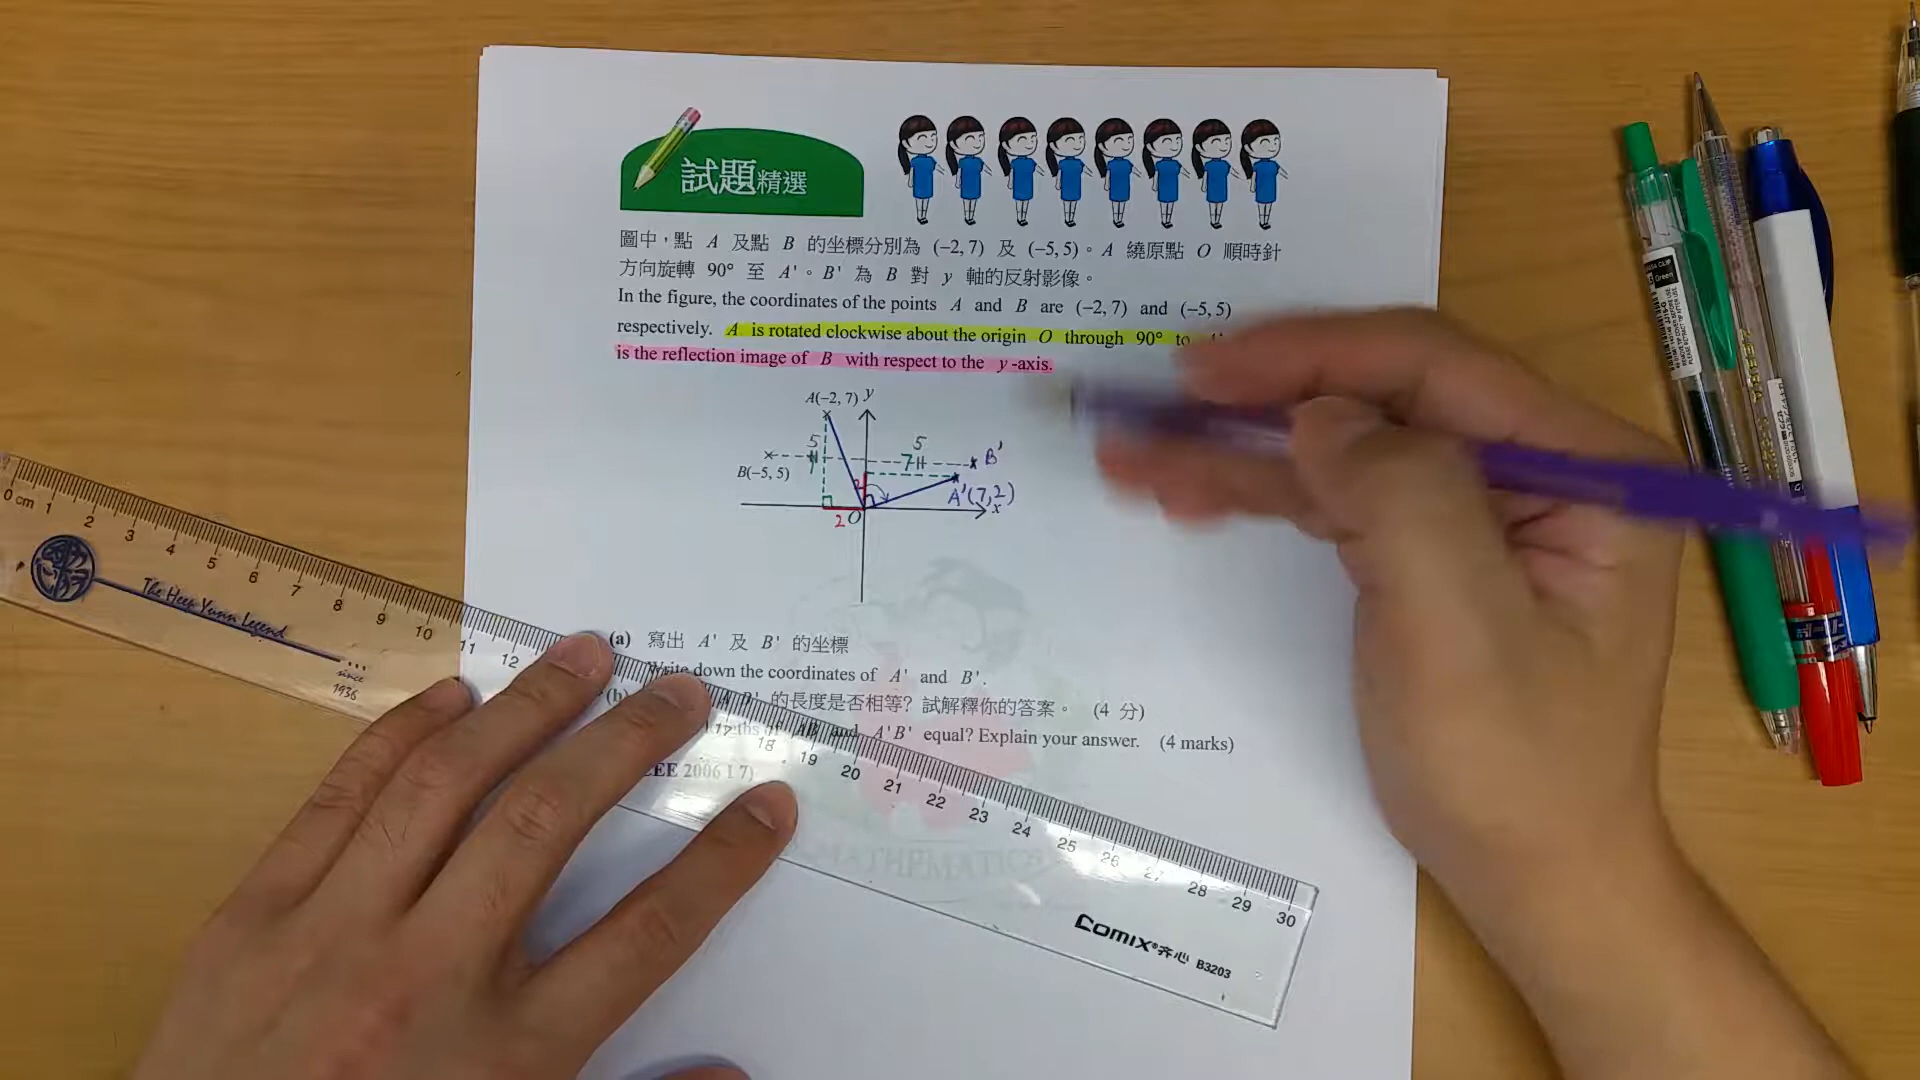 試題精選
圖中，點 A 及點 B 的坐標分別為 (−2, 7) 及 (−5, 5)。A 繞原點 O 順時針
方向旋轉 90° 至 A'。B' 為 B 對 y 軸的反射影像。
In the figure, the coordinates of the points A and B are (−2, 7) and (−5, 5)
respectively. A is rotated clockwise about the origin O through 90° to
is the reflection image of B with respect to the y-axis.
A(−2, 7) y
5 5
7 B'
B(−5, 5) 2 A'(7,2)
2 O x
(a) 寫出 A' 及 B' 的坐標
Write down the coordinates of A' and B'.
(b) B' 的長度是否相等？試解釋你的答案。 (4 分)
AB and A'B' equal? Explain your answer. (4 marks)
2006 I 7)
MATHEMATIC
0 cm 1 2 3 4 5 6 7 8 9 10 11 12 17 18 19 20 21 22 23 24 25 26 27 28 29 30
The Heep Yunn Legend
... since
1936
Comix®齐心 B3203
Green